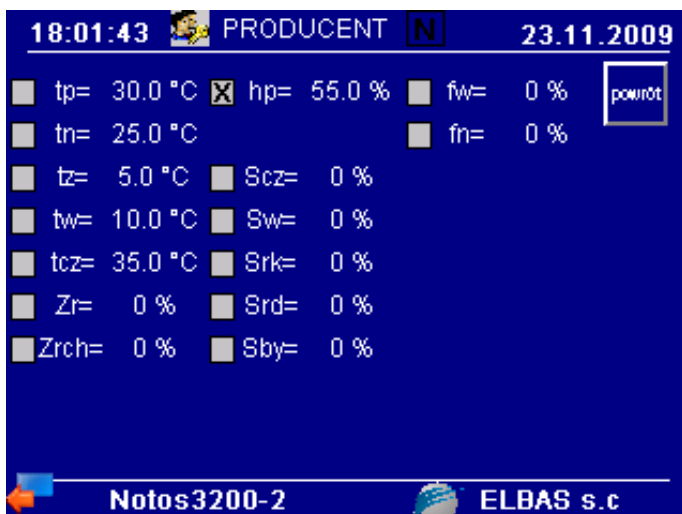 18:01:43 PRODUCENT N 23.11.2009
tp= 30.0 °C X hp= 55.0 % fw= 0 % powrót
tn= 25.0 °C fn= 0 %
tz= 5.0 °C Scz= 0 %
tw= 10.0 °C Sw= 0 %
tcz= 35.0 °C Srk= 0 %
Zr= 0 % Srd= 0 %
Zrch= 0 % Sby= 0 %
Notos3200-2 ELBAS s.c